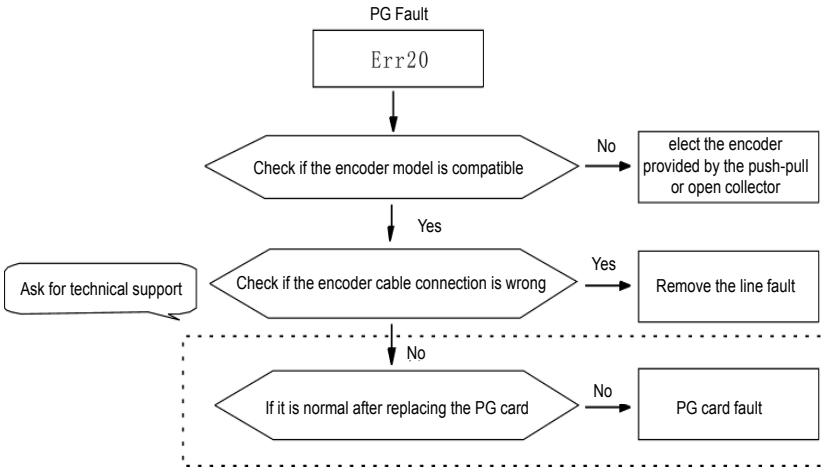 PG Fault
Err20
Check if the encoder model is compatible
No
elect the encoder
provided by the push-pull
or open collector
Yes
Ask for technical support
Check if the encoder cable connection is wrong
Yes
Remove the line fault
No
If it is normal after replacing the PG card
No
PG card fault